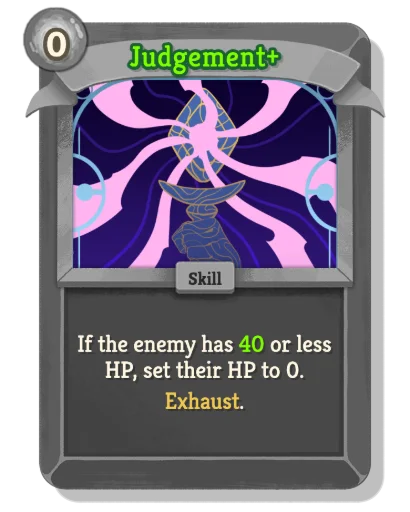 0
Judgement+
Skill
If the enemy has 40 or less
HP, set their HP to 0.
Exhaust.